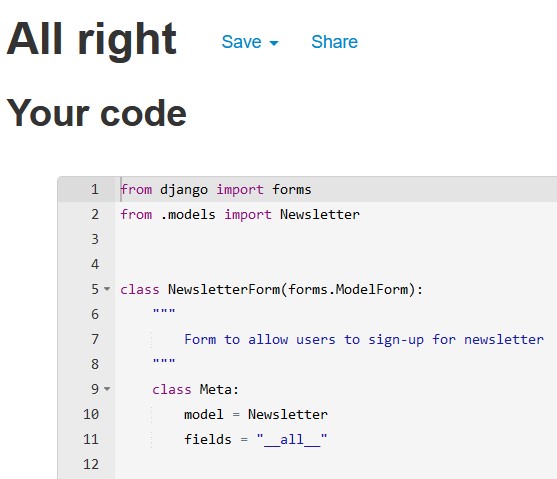 All right Save Share
Your code
1 from django import forms
2 from .models import Newsletter
3
4
5 class NewsletterForm(forms.ModelForm):
6     """
7         Form to allow users to sign-up for newsletter
8     """
9     class Meta:
10         model = Newsletter
11         fields = "__all__"
12